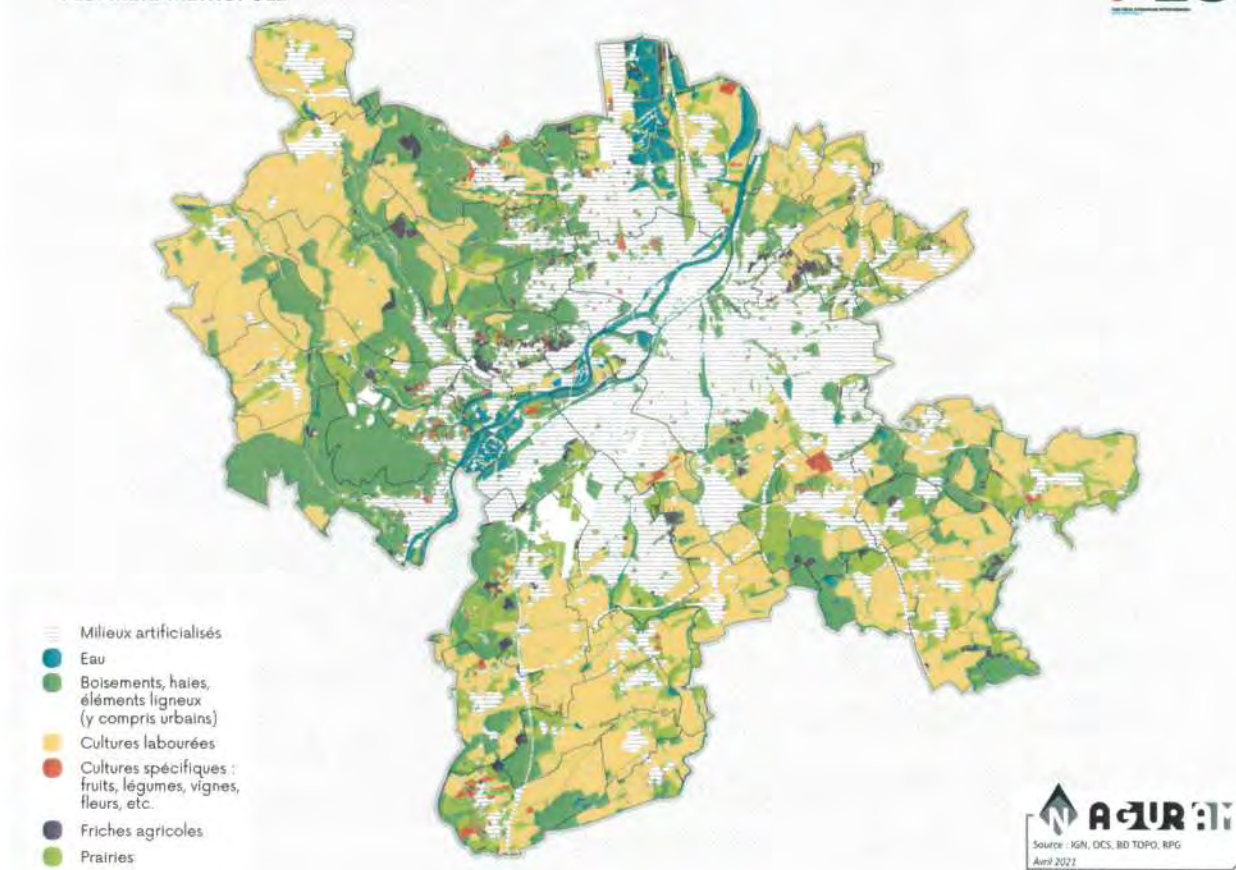 Milieux artificialisés
Eau
Boisements, haies,
éléments ligneux
(y compris urbains)
Cultures labourées
Cultures spécifiques :
fruits, légumes, vignes,
fleurs, etc.
Friches agricoles
Prairies
N AGURAM
Source : IGN, OCS, BD TOPO, RPG
Avril 2021